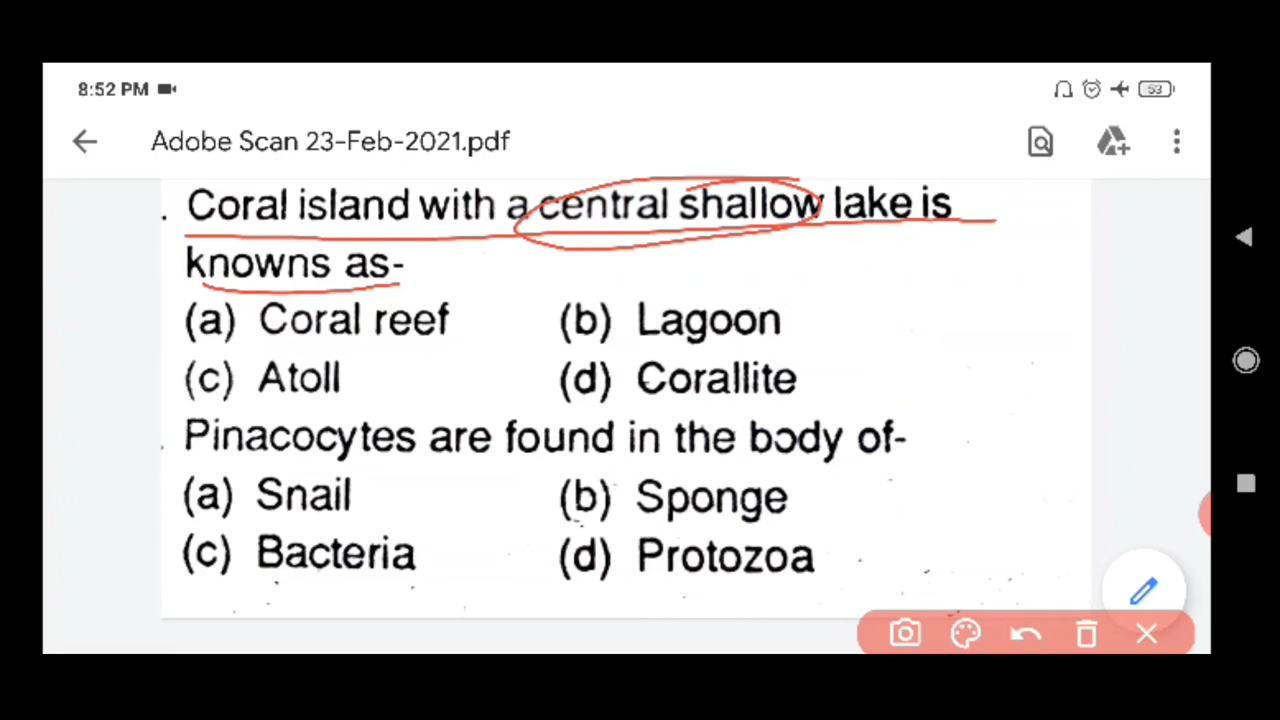 8:52 PM
53
Adobe Scan 23-Feb-2021.pdf
. Coral island with a central shallow lake is
knowns as-
(a) Coral reef (b) Lagoon
(c) Atoll (d) Corallite
. Pinacocytes are found in the body of-
(a) Snail (b) Sponge
(c) Bacteria (d) Protozoa